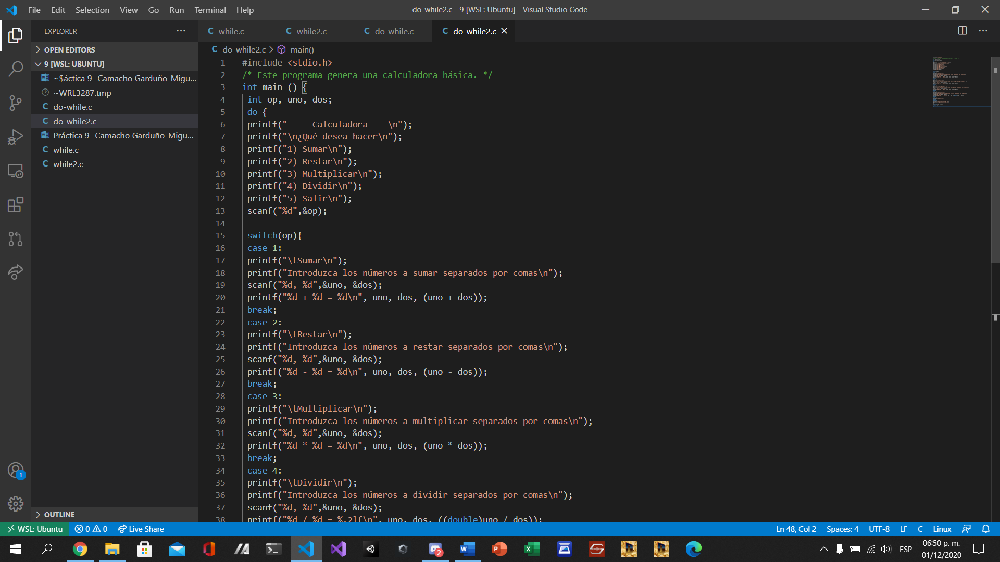 File Edit Selection View Go Run Terminal Help
do-while2.c - 9 [WSL: Ubuntu] - Visual Studio Code
EXPLORER
while.c
while2.c
do-while.c
do-while2.c
OPEN EDITORS
9 [WSL: UBUNTU]
~$áctica 9 -Camacho Garduño-Migu...
~WRL3287.tmp
do-while.c
do-while2.c
Práctica 9 -Camacho Garduño-Migu...
while.c
while2.c
OUTLINE
do-while2.c > main()
1 #include <stdio.h>
2 /* Este programa genera una calculadora básica. */
3 int main () {
4 int op, uno, dos;
5 do {
6 printf(" --- Calculadora ---\n");
7 printf("\n¿Qué desea hacer\n");
8 printf("1) Sumar\n");
9 printf("2) Restar\n");
10 printf("3) Multiplicar\n");
11 printf("4) Dividir\n");
12 printf("5) Salir\n");
13 scanf("%d",&op);
14
15 switch(op){
16 case 1:
17 printf("\tSumar\n");
18 printf("Introduzca los números a sumar separados por comas\n");
19 scanf("%d, %d",&uno, &dos);
20 printf("%d + %d = %d\n", uno, dos, (uno + dos));
21 break;
22 case 2:
23 printf("\tRestar\n");
24 printf("Introduzca los números a restar separados por comas\n");
25 scanf("%d, %d",&uno, &dos);
26 printf("%d - %d = %d\n", uno, dos, (uno - dos));
27 break;
28 case 3:
29 printf("\tMultiplicar\n");
30 printf("Introduzca los números a multiplicar separados por comas\n");
31 scanf("%d, %d",&uno, &dos);
32 printf("%d * %d = %d\n", uno, dos, (uno * dos));
33 break;
34 case 4:
35 printf("\tDividir\n");
36 printf("Introduzca los números a dividir separados por comas\n");
37 scanf("%d, %d",&uno, &dos);
38 printf("%d / %d = %.2lf\n", uno, dos, ((double)uno / dos));
1
WSL: Ubuntu 0 0 Live Share
Ln 48, Col 2 Spaces: 4 UTF-8 LF C Linux
2
ESP
06:50 p. m.
01/12/2020